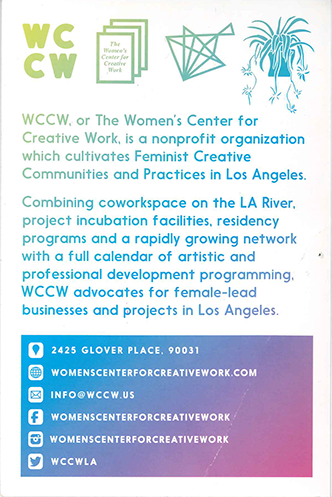 WC
CW
The
Women's
Center for
Creative
Work
WCCW, or The Women's Center for
Creative Work, is a nonprofit organization
which cultivates Feminist Creative
Communities and Practices in Los Angeles.
Combining coworkspace on the LA River,
project incubation facilities, residency
programs and a rapidly growing network
with a full calendar of artistic and
professional development programming,
WCCW advocates for female-lead
businesses and projects in Los Angeles.
2425 GLOVER PLACE, 90031
WOMENSCENTERFORCREATIVEWORK.COM
INFO@WCCW.US
WOMENSCENTERFORCREATIVEWORK
WOMENSCENTERFORCREATIVEWORK
WCCWLA